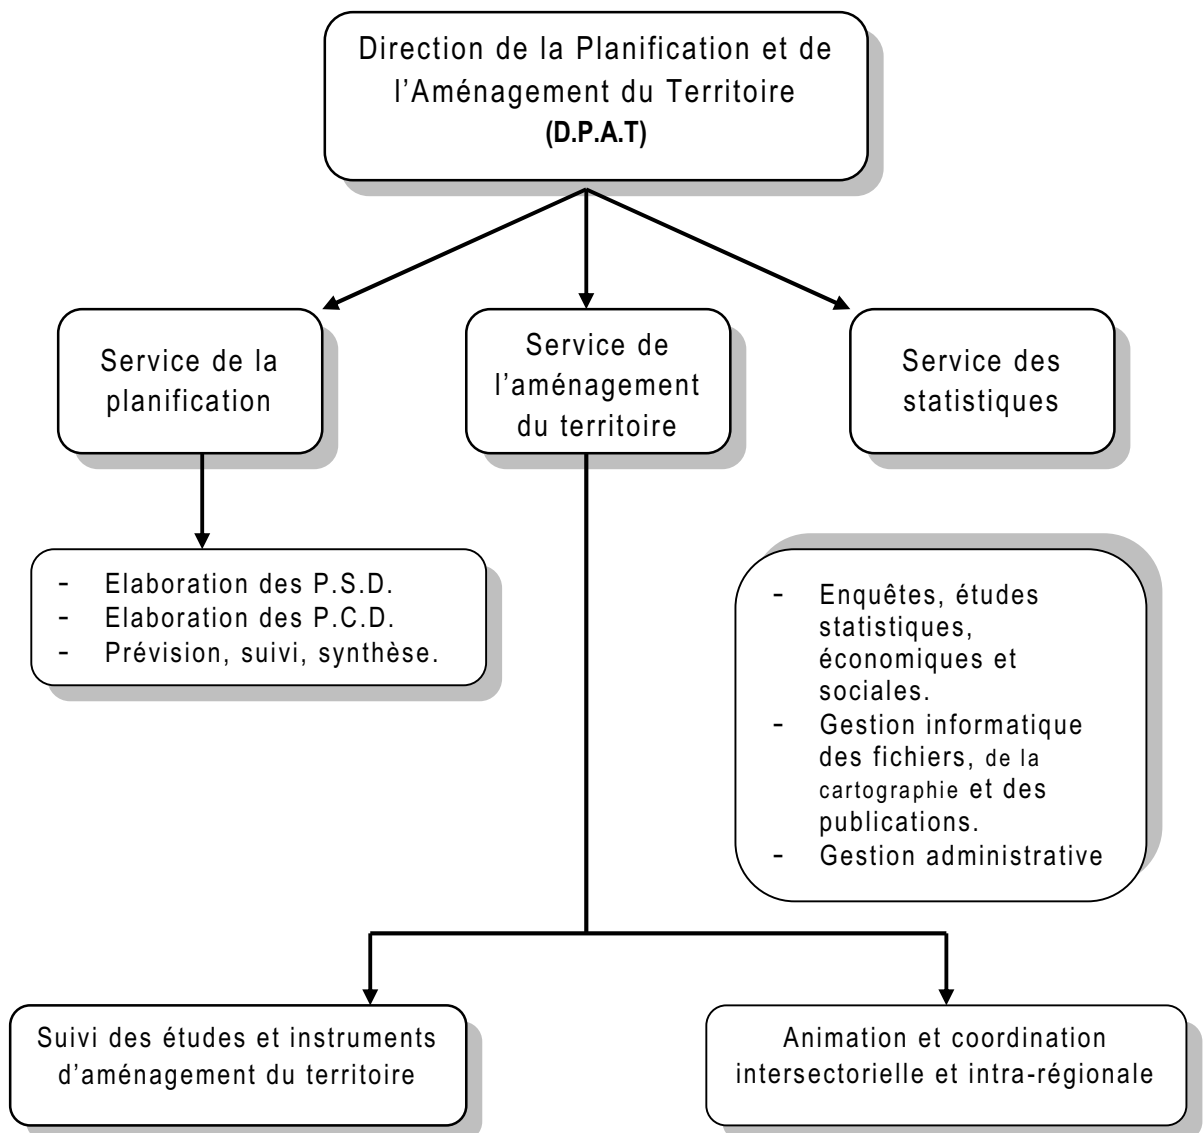 Direction de la Planification et de
l’Aménagement du Territoire
(D.P.A.T)
Service de la
planification
Service de
l’aménagement
du territoire
Service des
statistiques
- Elaboration des P.S.D.
- Elaboration des P.C.D.
- Prévision, suivi, synthèse.
- Enquêtes, études
statistiques,
économiques et
sociales.
- Gestion informatique
des fichiers, de la
cartographie et des
publications.
- Gestion administrative
Suivi des études et instruments
d’aménagement du territoire
Animation et coordination
intersectorielle et intra-régionale